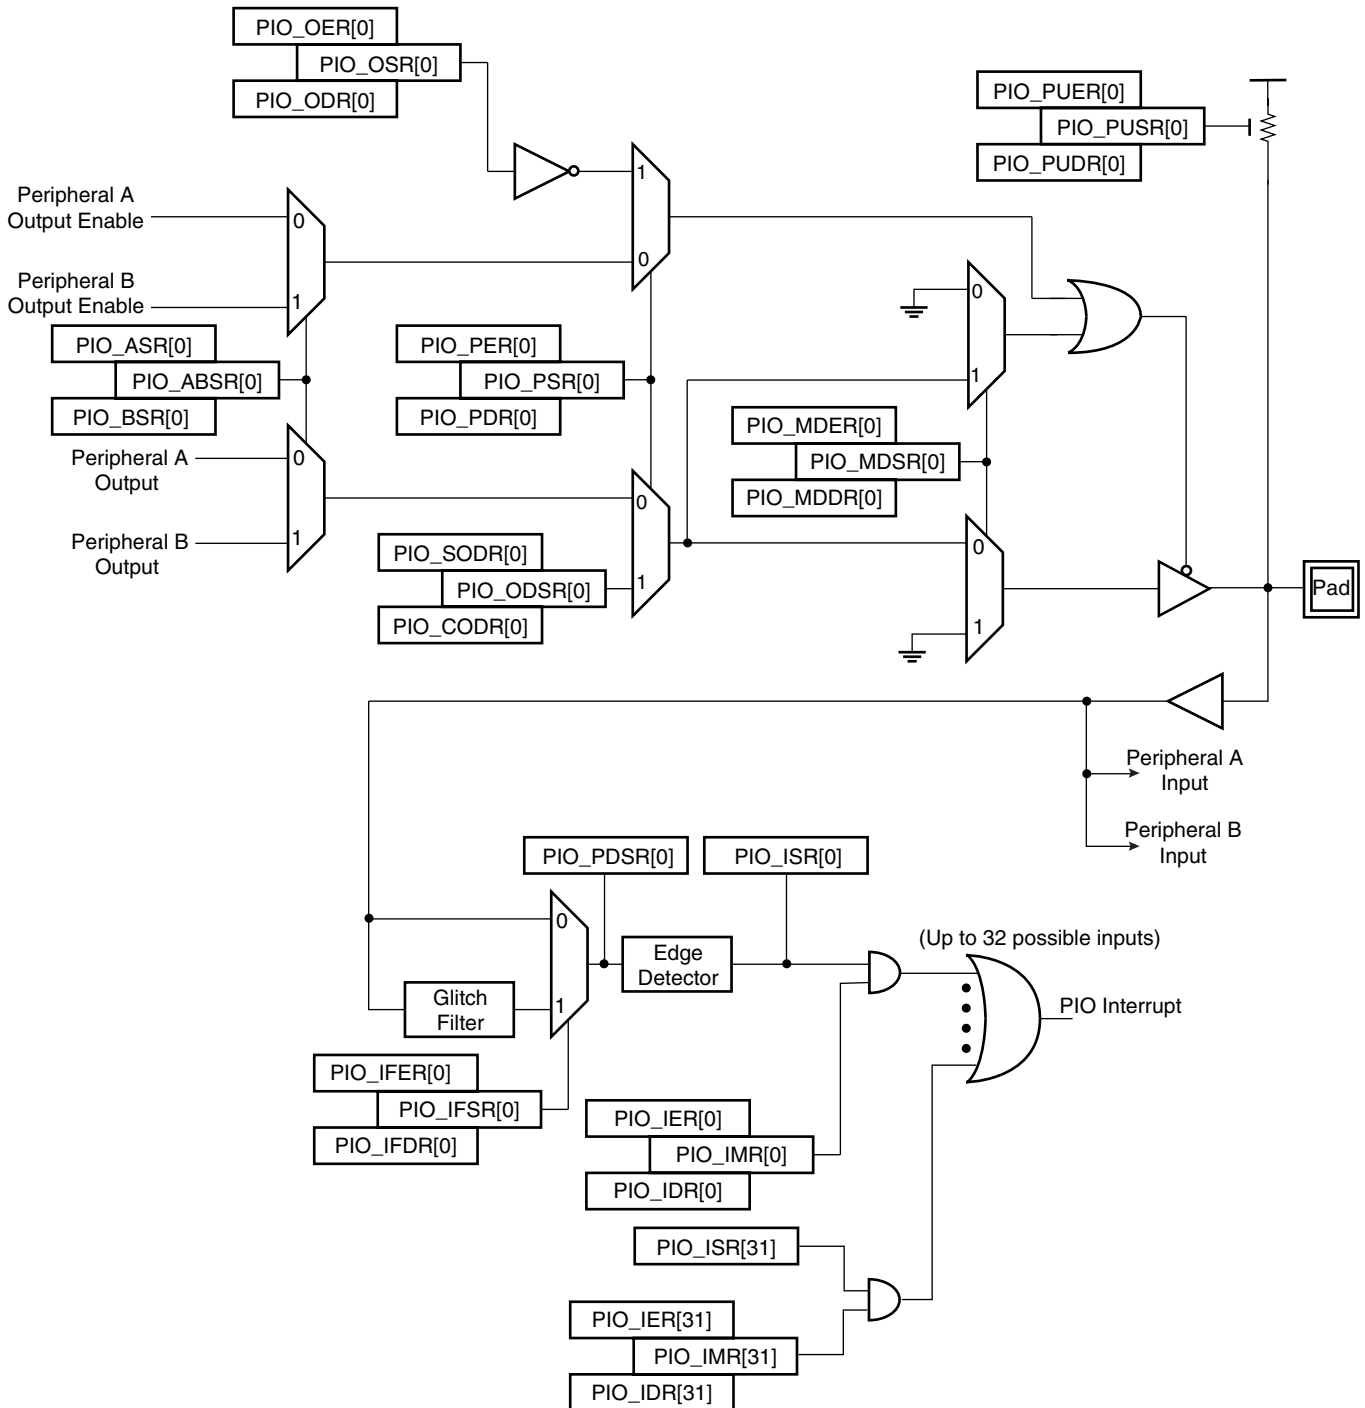 PIO_OER[0]
PIO_OSR[0]
PIO_ODR[0]
PIO_PUER[0]
PIO_PUSR[0]
PIO_PUDR[0]
1
0
Peripheral A
Output Enable
0
Peripheral B
Output Enable
1
PIO_ASR[0]
PIO_ABSR[0]
PIO_BSR[0]
PIO_PER[0]
PIO_PSR[0]
PIO_PDR[0]
0
1
PIO_MDER[0]
PIO_MDSR[0]
PIO_MDDR[0]
Peripheral A
Output
0
Peripheral B
Output
1
0
1
PIO_SODR[0]
PIO_ODSR[0]
PIO_CODR[0]
0
1
Pad
Peripheral A
Input
Peripheral B
Input
PIO_PDSR[0]
PIO_ISR[0]
0
1
Edge
Detector
Glitch
Filter
(Up to 32 possible inputs)
PIO Interrupt
PIO_IFER[0]
PIO_IFSR[0]
PIO_IFDR[0]
PIO_IER[0]
PIO_IMR[0]
PIO_IDR[0]
PIO_ISR[31]
PIO_IER[31]
PIO_IMR[31]
PIO_IDR[31]